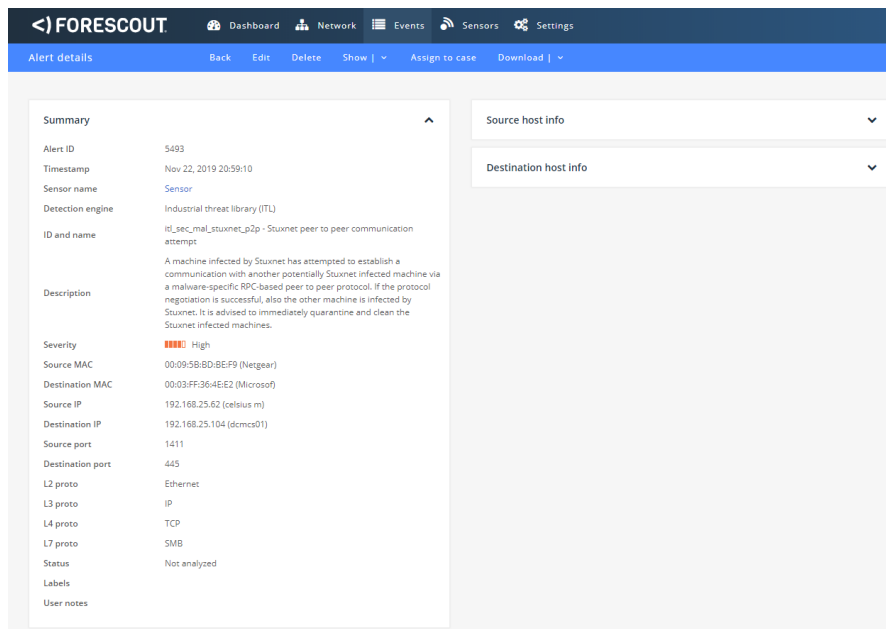 <) FORESCOUT.
Dashboard Network Events Sensors Settings
Alert details
Back Edit Delete Show | Assign to case Download |
Summary
Alert ID 5493
Timestamp Nov 22, 2019 20:59:10
Sensor name Sensor
Detection engine Industrial threat library (ITL)
ID and name itl_sec_mal_stuxnet_p2p - Stuxnet peer to peer communication
attempt
Description A machine infected by Stuxnet has attempted to establish a
communication with another potentially Stuxnet infected machine via
a malware-specific RPC-based peer to peer protocol. If the protocol
negotiation is successful, also the other machine is infected by
Stuxnet. It is advised to immediately quarantine and clean the
Stuxnet infected machines.
Severity High
Source MAC 00:09:5B:BD:BE:F9 (Netgear)
Destination MAC 00:03:FF:36:4E:E2 (Microsof)
Source IP 192.168.25.62 (celsius m)
Destination IP 192.168.25.104 (dcmcs01)
Source port 1411
Destination port 445
L2 proto Ethernet
L3 proto IP
L4 proto TCP
L7 proto SMB
Status Not analyzed
Labels
User notes
Source host info
Destination host info